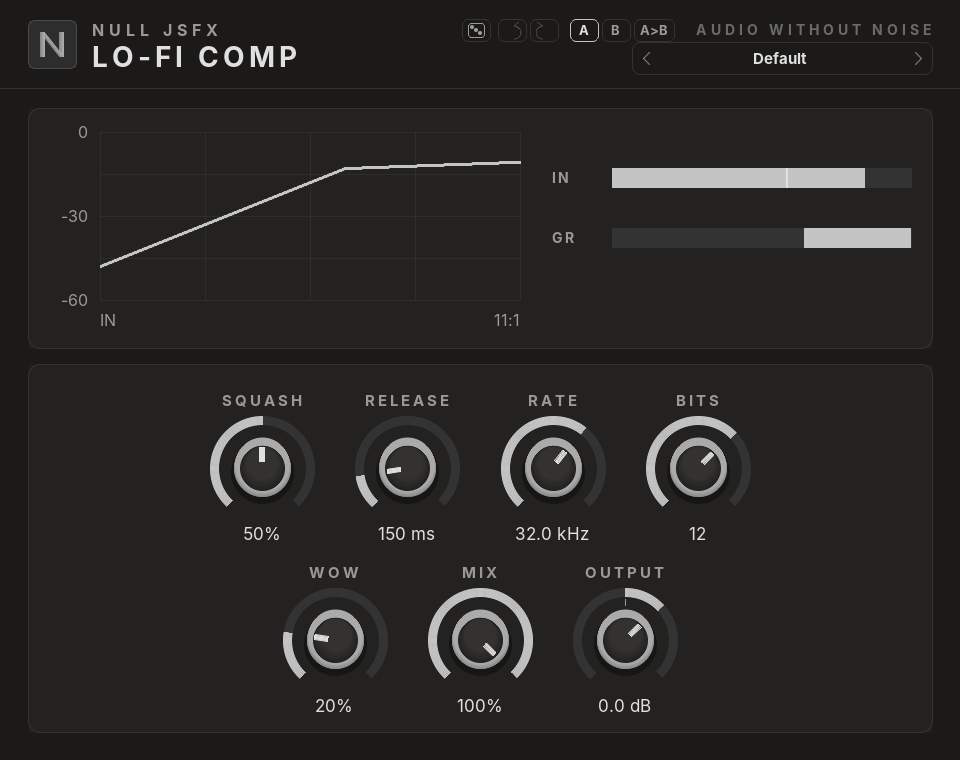 N
NULL JSFX
LO-FI COMP
A B A>B
AUDIO WITHOUT NOISE
Default
0
-30
-60
IN 11:1
IN
GR
SQUASH RELEASE RATE BITS
50% 150 ms 32.0 kHz 12
WOW MIX OUTPUT
20% 100% 0.0 dB